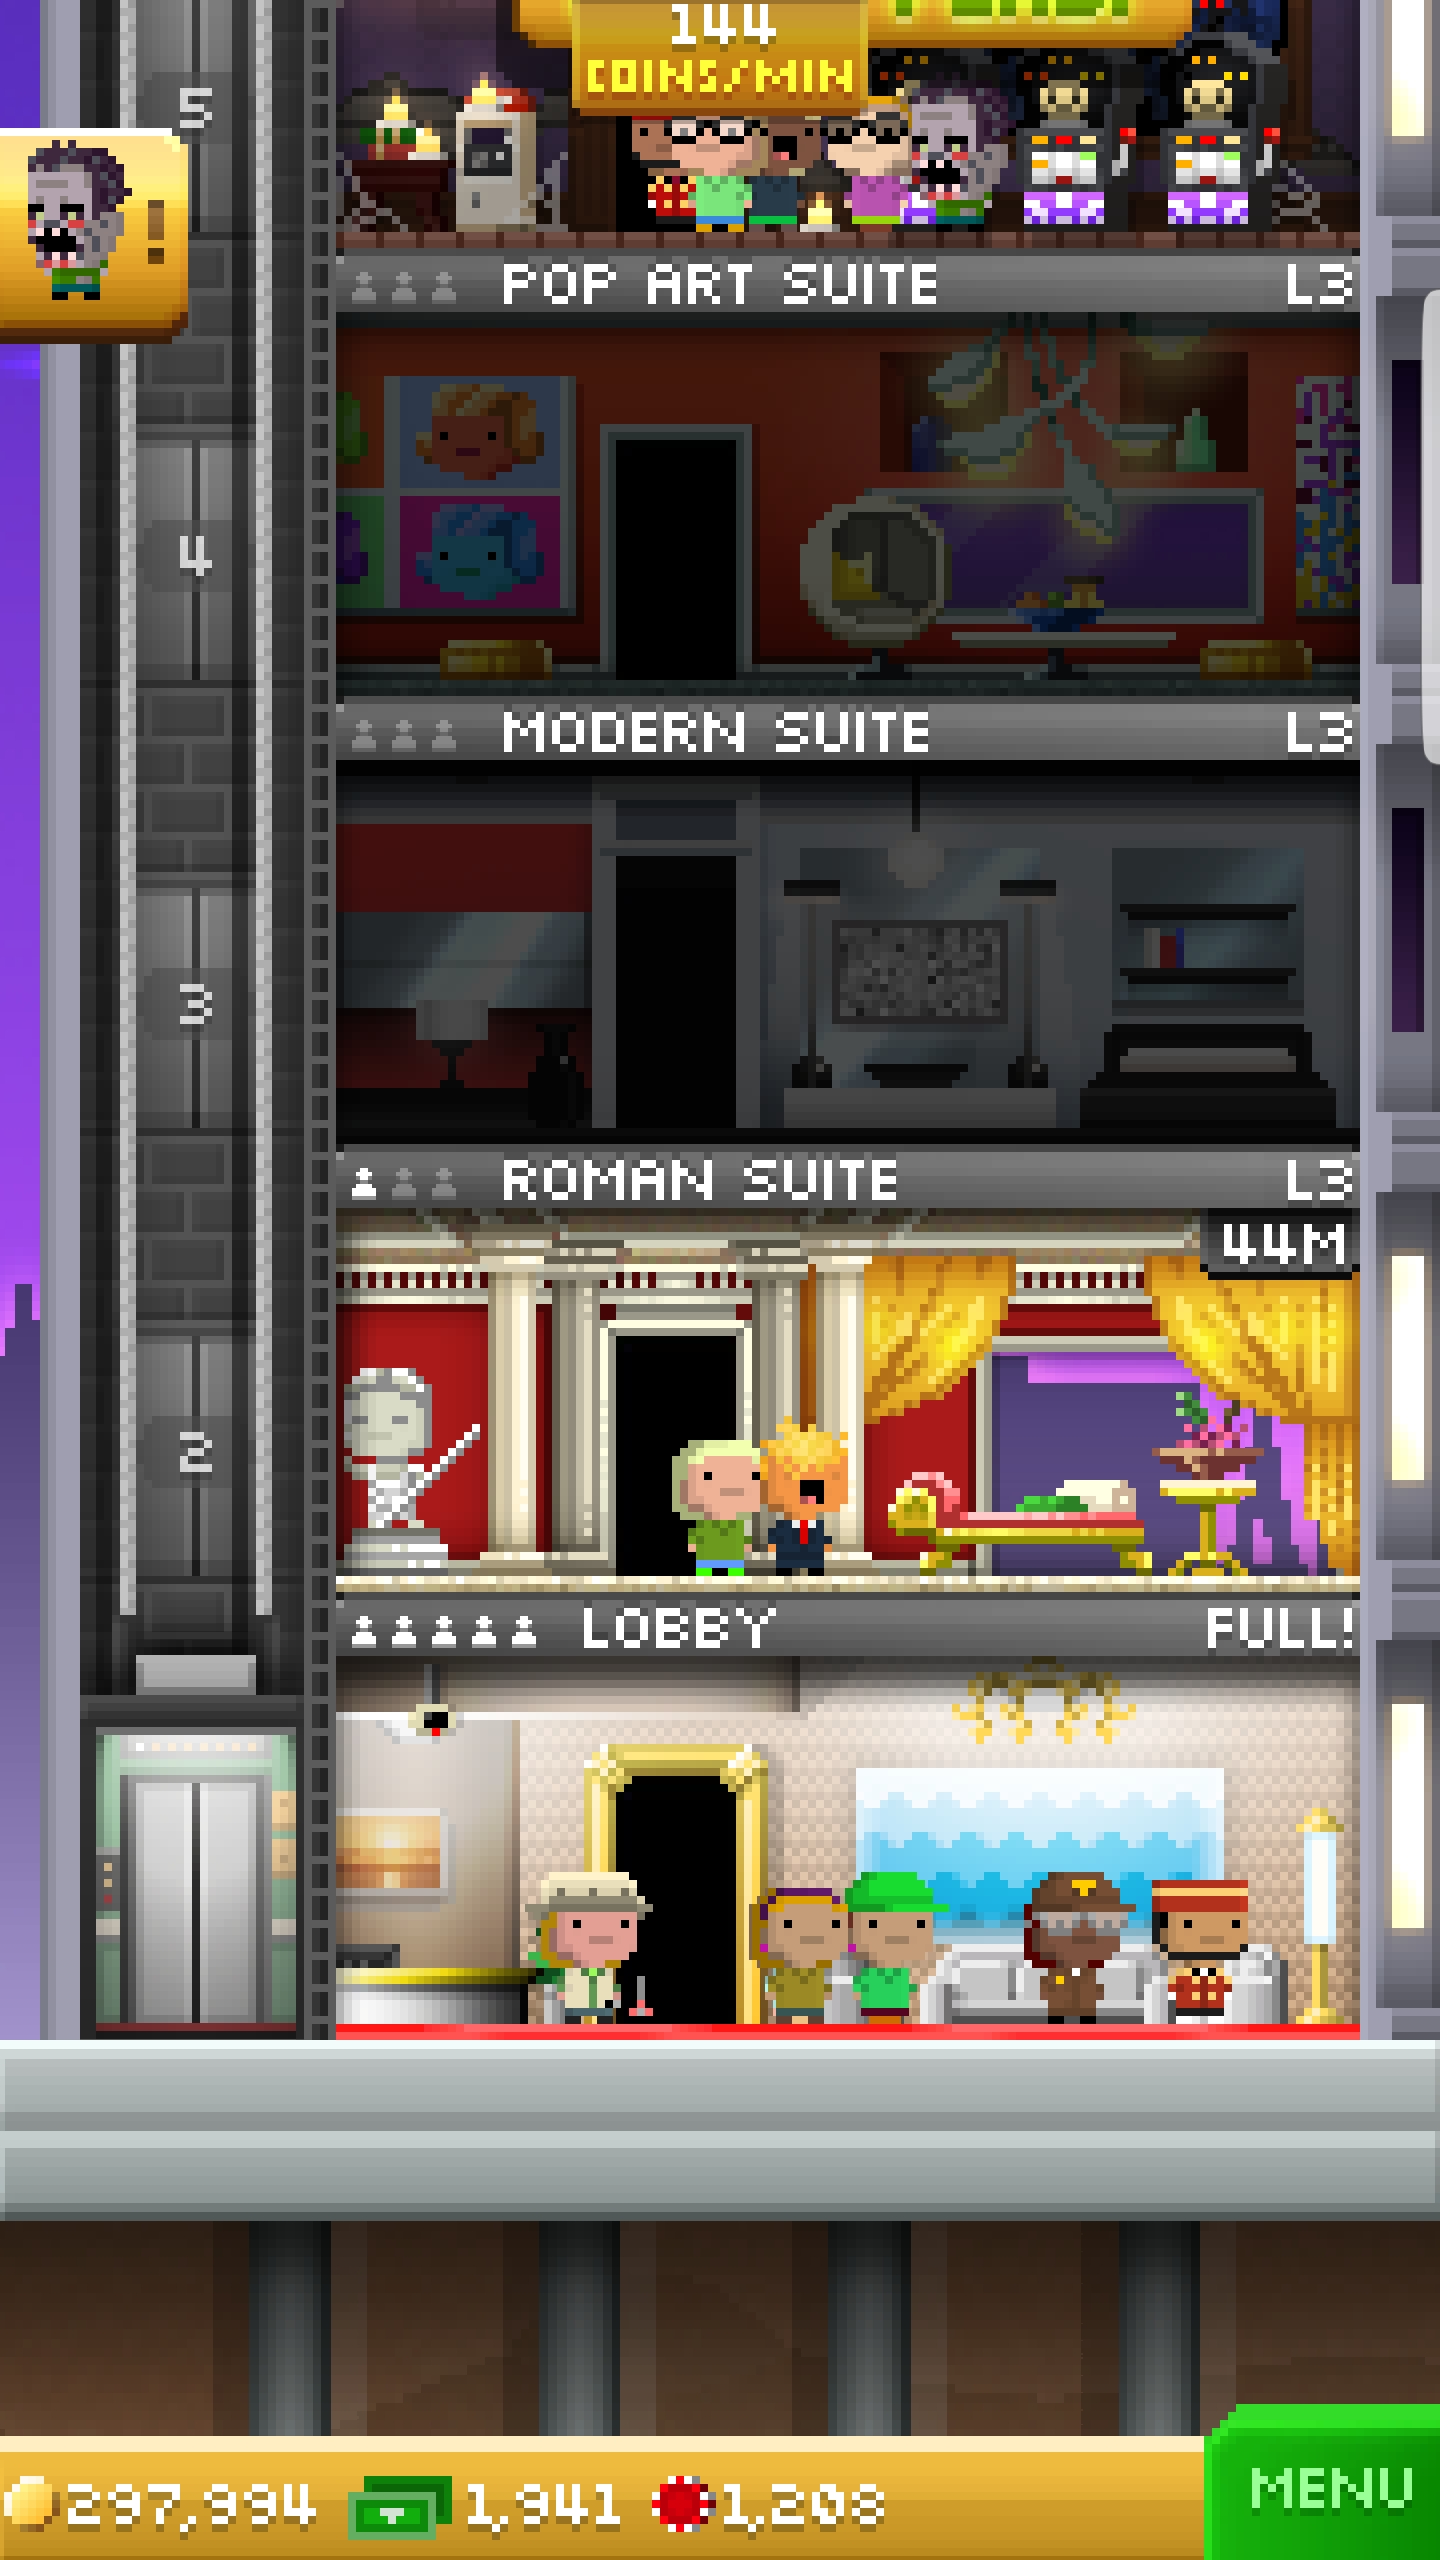 144
COINS/MIN
5
!
POP ART SUITE L3
4
MODERN SUITE L3
3
ROMAN SUITE L3
44M
2
LOBBY FULL!
297,994 1,941 1,208
MENU